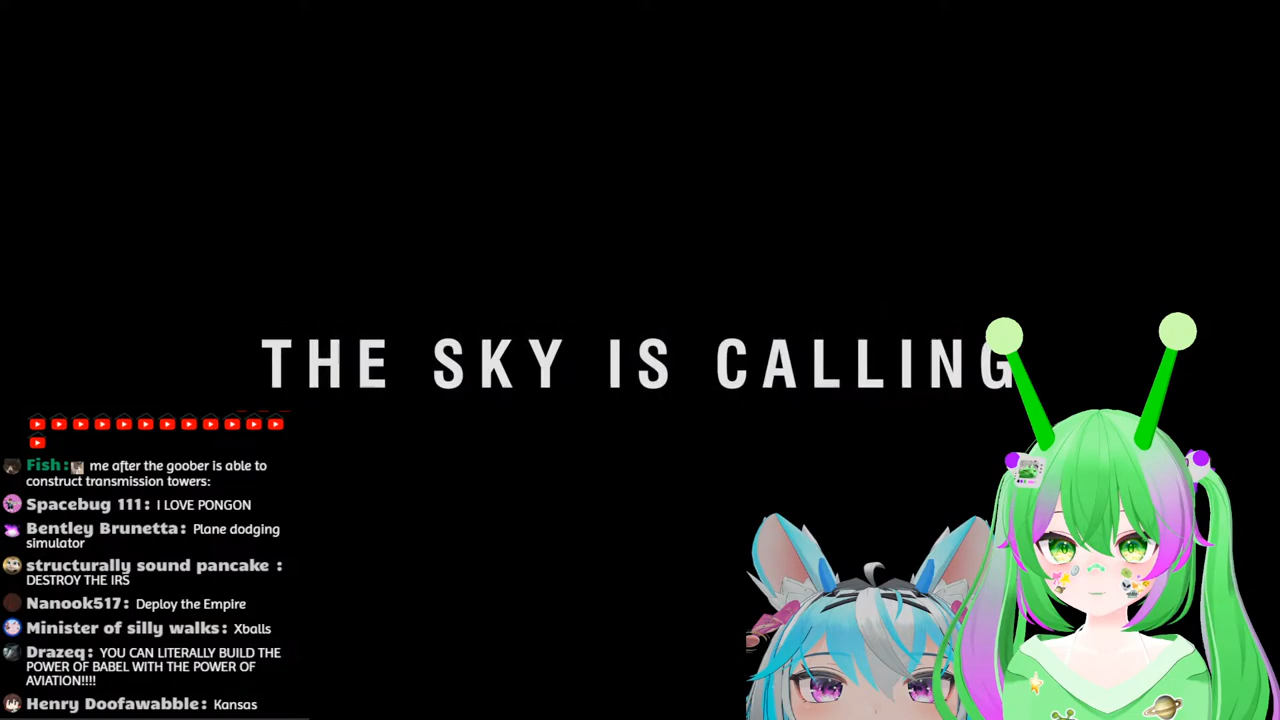 THE SKY IS CALLING
Fish: me after the goober is able to
construct transmission towers:
Spacebug 111: I LOVE PONGON
Bentley Brunetta: Plane dodging
simulator
structurally sound pancake :
DESTROY THE IRS
Nanook517: Deploy the Empire
Minister of silly walks: Xballs
Drazeq: YOU CAN LITERALLY BUILD THE
POWER OF BABEL WITH THE POWER OF
AVIATION!!!!
Henry Doofawabble: Kansas